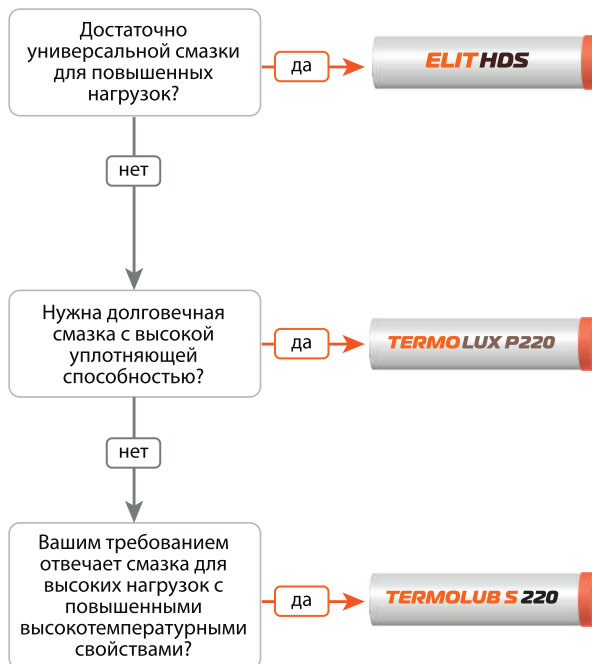 Достаточно
универсальной смазки
для повышенных
нагрузок?
да
ELIT HDS
нет
Нужна долговечная
смазка с высокой
уплотняющей
способностью?
да
TERMO LUX P220
нет
Вашим требованием
отвечает смазка для
высоких нагрузок с
повышенными
высокотемпературными
свойствами?
да
TERMOLUB S 220